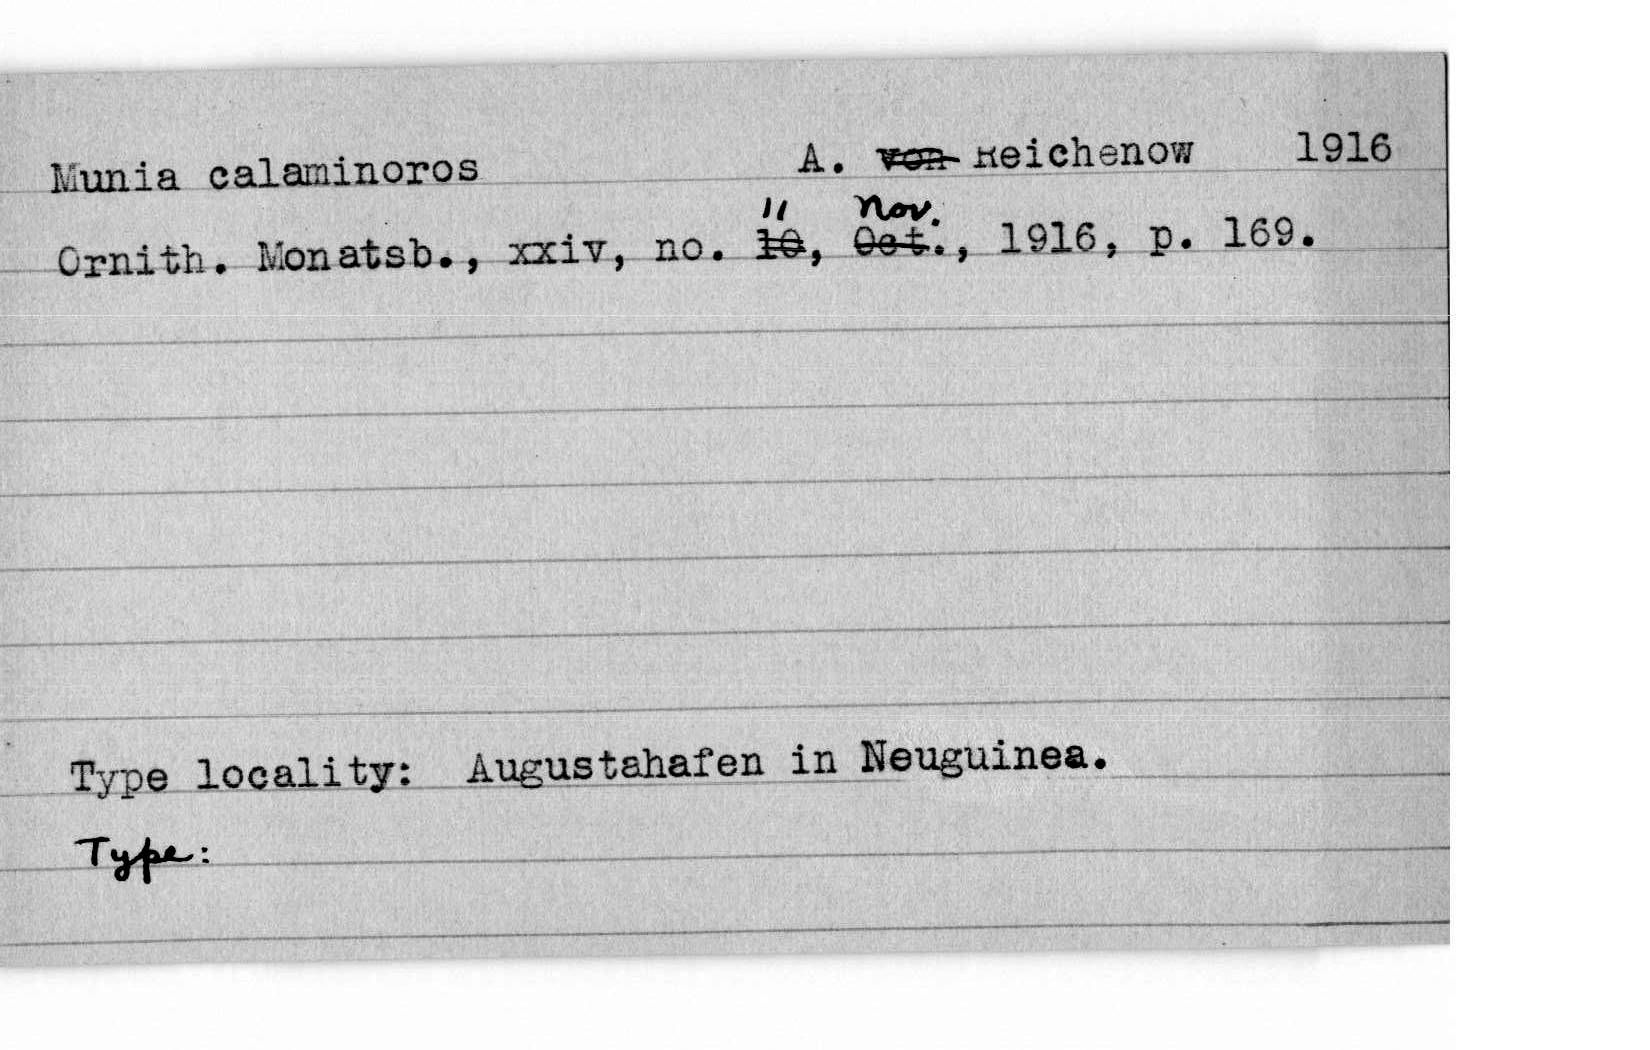 Munia calaminoros A. von Reichenow 1916
11 Nov.
Ornith. Monatsb., xxiv, no. 10, Oct., 1916, p. 169.
Type locality: Augustahafen in Neuguinea.
Type: